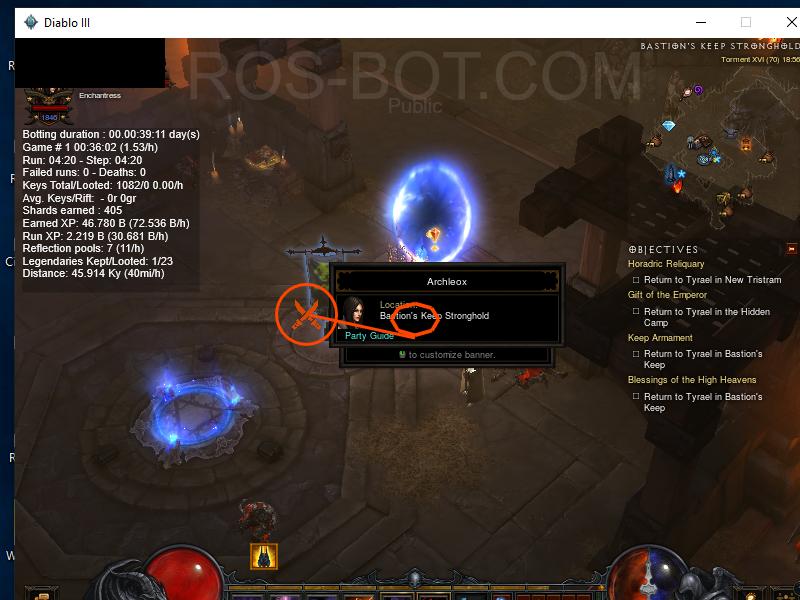 Diablo III
ROS-BOT.COM
Public
BASTION'S KEEP STRONGHOLD
Torment XVI (70) 18:56
Enchantress
1846
Botting duration : 00.00:39:11 day(s)
Game # 1 00:36:02 (1.53/h)
Run: 04:20 - Step: 04:20
Failed runs: 0 - Deaths: 0
Keys Total/Looted: 1082/0 0.00/h
Avg. Keys/Rift:  - 0r 0gr
Shards earned : 405
Earned XP: 46.780 B (72.536 B/h)
Run XP: 2.219 B (30.681 B/h)
Reflection pools: 7 (11/h)
Legendaries Kept/Looted: 1/23
Distance: 45.914 Ky (40mi/h)
Archleox
Location:
Bastion's Keep Stronghold
Party Guide
to customize banner.
OBJECTIVES
Horadric Reliquary
Return to Tyrael in New Tristram
Gift of the Emperor
Return to Tyrael in the Hidden
Camp
Keep Armament
Return to Tyrael in Bastion's
Keep
Blessings of the High Heavens
Return to Tyrael in Bastion's
Keep